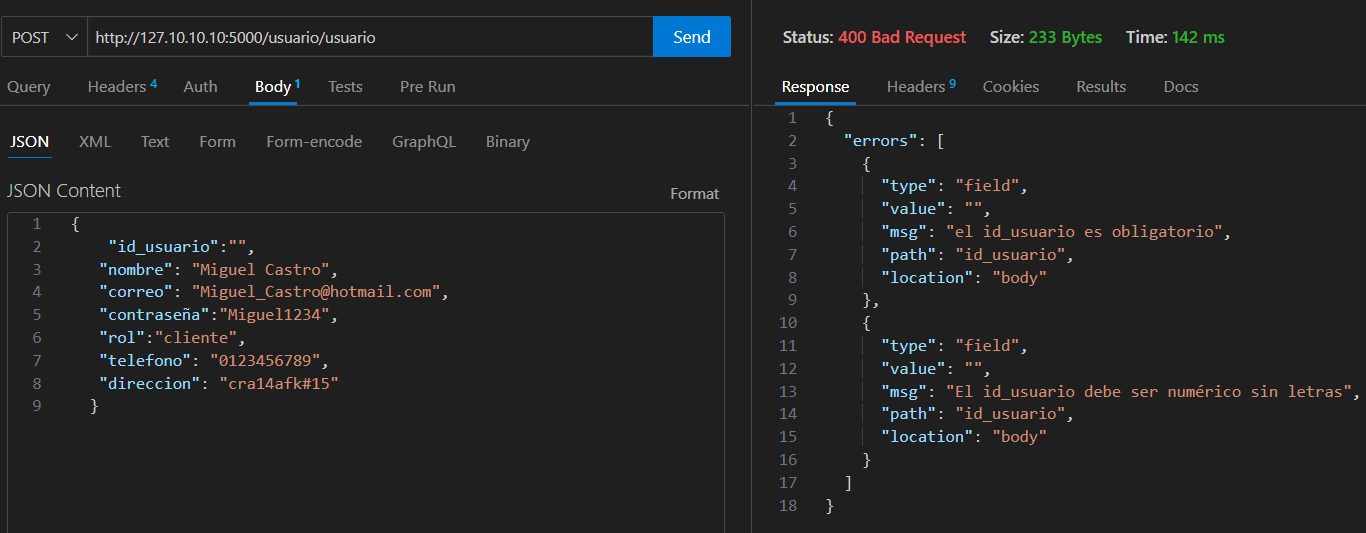 POST http://127.10.10.10:5000/usuario/usuario Send
Query Headers 4 Auth Body 1 Tests Pre Run
JSON XML Text Form Form-encode GraphQL Binary
JSON Content Format
1 {
2 "id_usuario":"",
3 "nombre": "Miguel Castro",
4 "correo": "Miguel_Castro@hotmail.com",
5 "contraseña":"Miguel1234",
6 "rol":"cliente",
7 "telefono": "0123456789",
8 "direccion": "cra14afk#15"
9 }
Status: 400 Bad Request Size: 233 Bytes Time: 142 ms
Response Headers 9 Cookies Results Docs
1 {
2 "errors": [
3 {
4 "type": "field",
5 "value": "",
6 "msg": "el id_usuario es obligatorio",
7 "path": "id_usuario",
8 "location": "body"
9 },
10 {
11 "type": "field",
12 "value": "",
13 "msg": "El id_usuario debe ser numérico sin letras",
14 "path": "id_usuario",
15 "location": "body"
16 }
17 ]
18 }